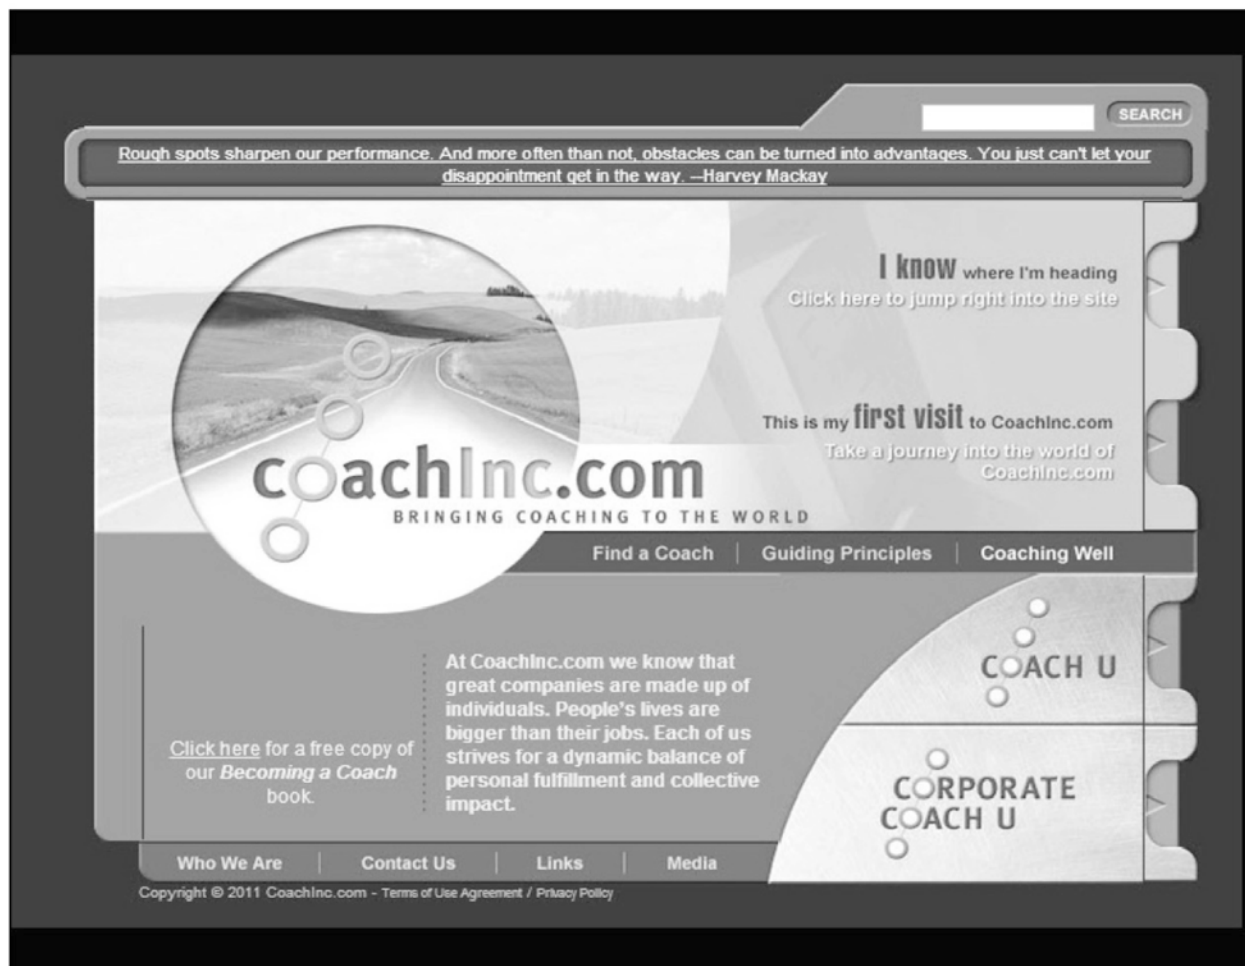 SEARCH
Rough spots sharpen our performance. And more often than not, obstacles can be turned into advantages. You just can't let your
disappointment get in the way. --Harvey Mackay
I know where I'm heading
Click here to jump right into the site
This is my first visit to CoachInc.com
Take a journey into the world of
CoachInc.com
coachInc.com
BRINGING COACHING TO THE WORLD
Find a Coach
Guiding Principles
Coaching Well
COACH U
At CoachInc.com we know that
great companies are made up of
individuals. People's lives are
bigger than their jobs. Each of us
strives for a dynamic balance of
personal fulfillment and collective
impact.
Click here for a free copy of
our Becoming a Coach
book.
CORPORATE
COACH U
Who We Are
Contact Us
Links
Media
Copyright © 2011 CoachInc.com - Terms of Use Agreement / Privacy Policy